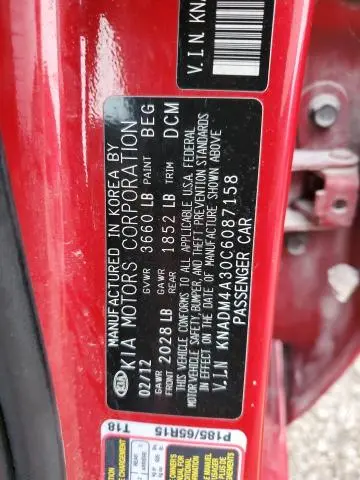 V.I.N KNA
MANUFACTURED IN KOREA BY
KIA MOTORS CORPORATION
KIA
02/12 GVWR 3660 LB PAINT BEG
GAWR 2028 LB GAWR REAR 1852 LB TRIM DCM
THIS VEHICLE CONFORMS TO ALL APPLICABLE U.S.A. FEDERAL
MOTOR VEHICLE SAFETY, BUMPER, AND THEFT PREVENTION STANDARDS
IN EFFECT ON THE DATE OF MANUFACTURE SHOWN ABOVE
V.I.N KNADM4A30C6087158
PASSENGER CAR
T18 P185/65R15